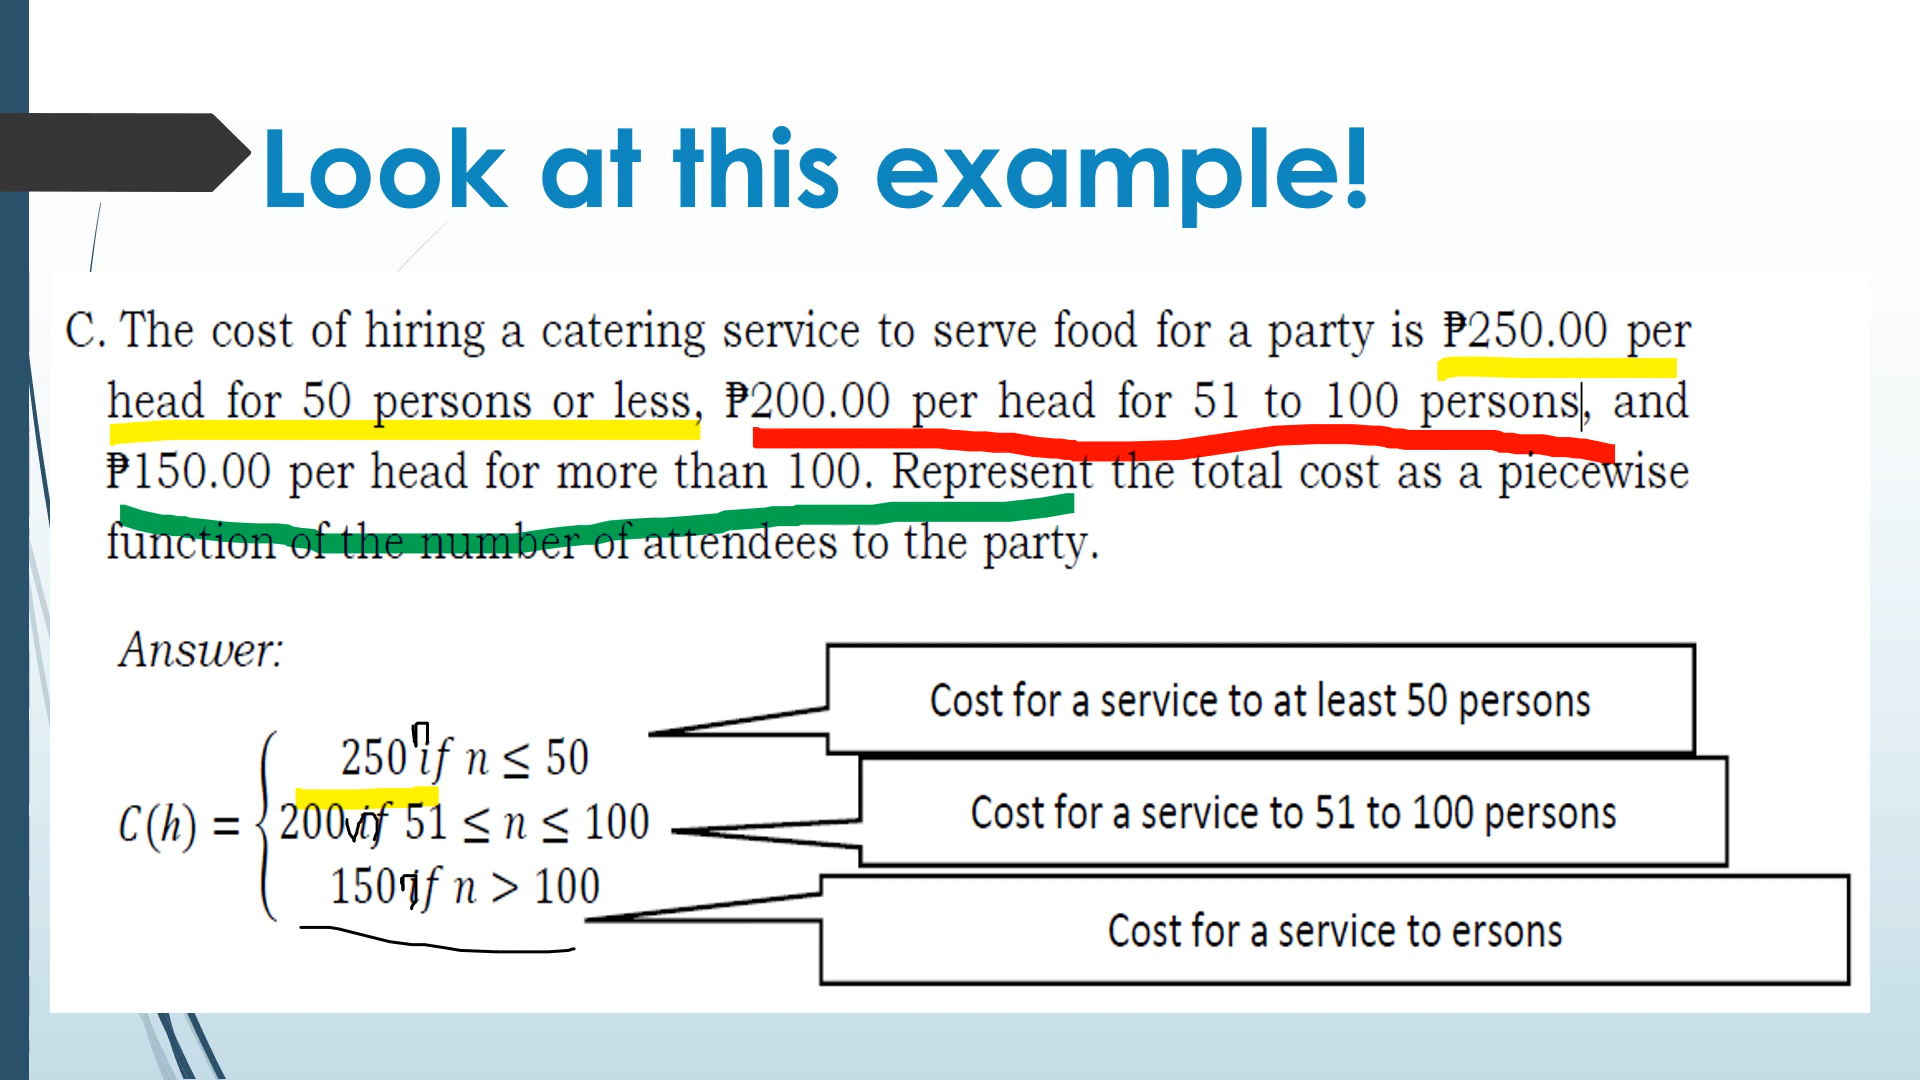 Look at this example!
C. The cost of hiring a catering service to serve food for a party is ₱250.00 per
head for 50 persons or less, ₱200.00 per head for 51 to 100 persons, and
₱150.00 per head for more than 100. Represent the total cost as a piecewise
function of the number of attendees to the party.
Answer:
Cost for a service to at least 50 persons
250n if n ≤ 50
Cost for a service to 51 to 100 persons
C(h) = 200n if 51 ≤ n ≤ 100
150n if n > 100
Cost for a service to ersons